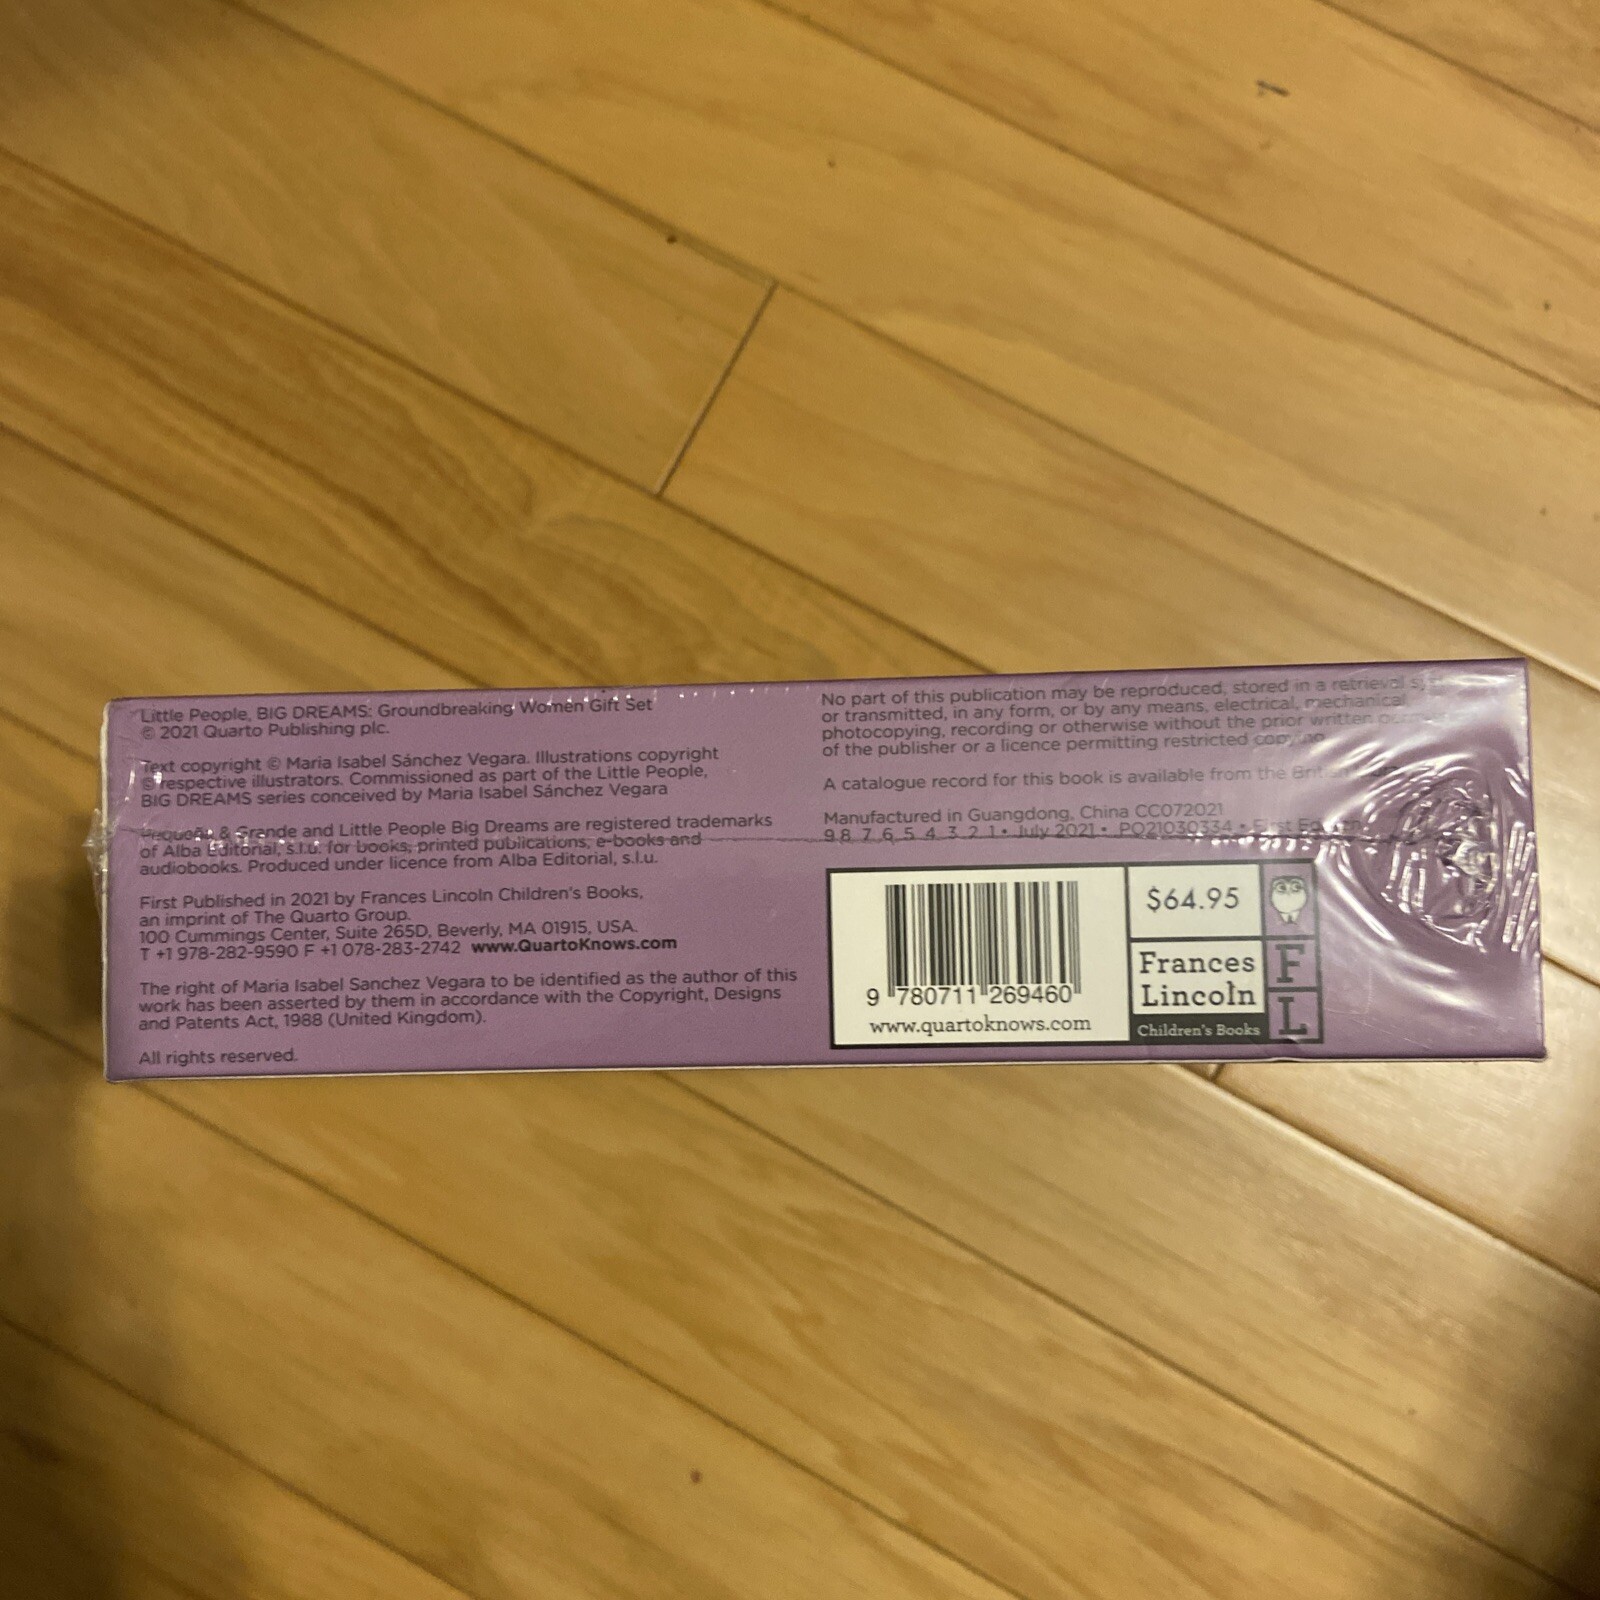 Little People, BIG DREAMS: Groundbreaking Women Gift Set
© 2021 Quarto Publishing plc.
Text copyright © Maria Isabel Sánchez Vegara. Illustrations copyright
© respective illustrators. Commissioned as part of the Little People,
BIG DREAMS series conceived by Maria Isabel Sánchez Vegara
Pequeña & Grande and Little People Big Dreams are registered trademarks
of Alba Editorial, s.l.u. for books, printed publications, e-books and
audiobooks. Produced under licence from Alba Editorial, s.l.u.
First Published in 2021 by Frances Lincoln Children's Books,
an imprint of The Quarto Group.
100 Cummings Center, Suite 265D, Beverly, MA 01915, USA.
T +1 978-282-9590 F +1 078-283-2742 www.QuartoKnows.com
The right of Maria Isabel Sanchez Vegara to be identified as the author of this
work has been asserted by them in accordance with the Copyright, Designs
and Patents Act, 1988 (United Kingdom).
All rights reserved.
No part of this publication may be reproduced, stored in a retrieval
or transmitted, in any form, or by any means, electrical, mechanical,
photocopying, recording or otherwise without the prior written
of the publisher or a licence permitting restricted copying
A catalogue record for this book is available from the
Manufactured in Guangdong, China CC072021
9 8 7 6 5 4 3 2 1 • July 2021 • PO21030334 • First Edition
9 780711 269460
www.quartoknows.com
$64.95
Frances
Lincoln
Children's Books
F
L